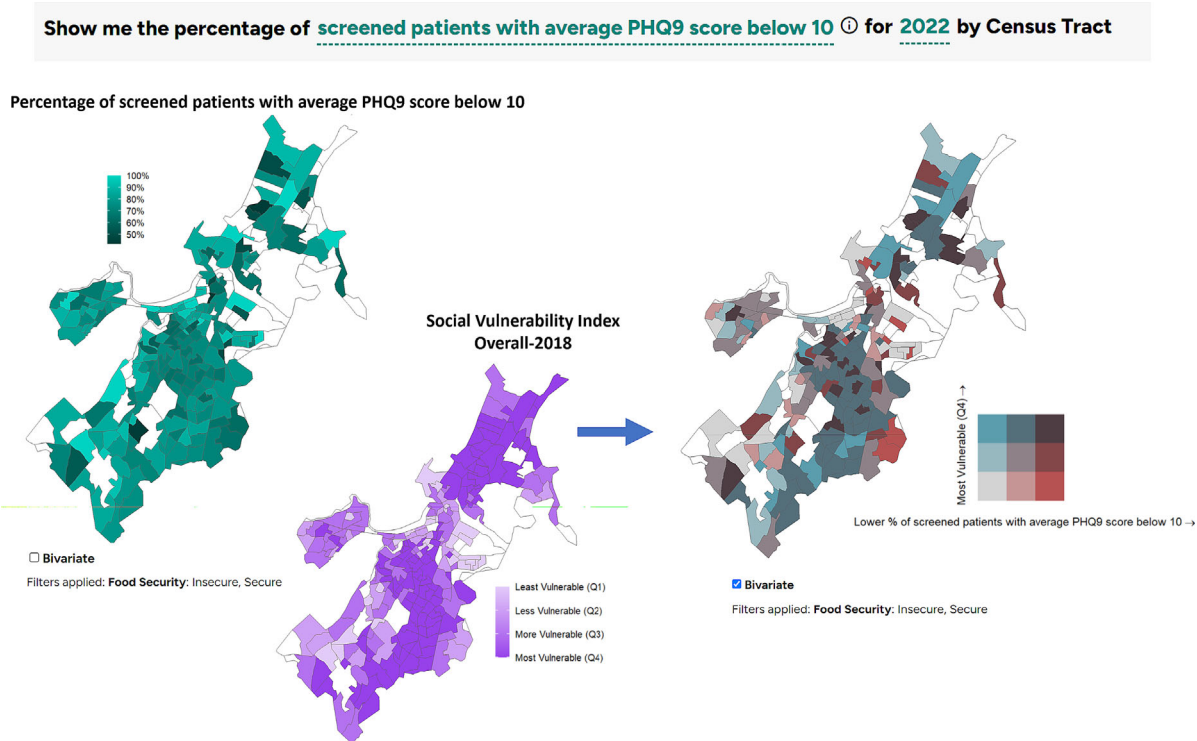 Show me the percentage of screened patients with average PHQ9 score below 10 ⓘ for 2022 by Census Tract
Percentage of screened patients with average PHQ9 score below 10
100%
90%
80%
70%
60%
50%
Social Vulnerability Index
Overall-2018
Most Vulnerable (Q4) →
Lower % of screened patients with average PHQ9 score below 10 →
Bivariate
Filters applied: Food Security: Insecure, Secure
Least Vulnerable (Q1)
Less Vulnerable (Q2)
More Vulnerable (Q3)
Most Vulnerable (Q4)
Bivariate
Filters applied: Food Security: Insecure, Secure